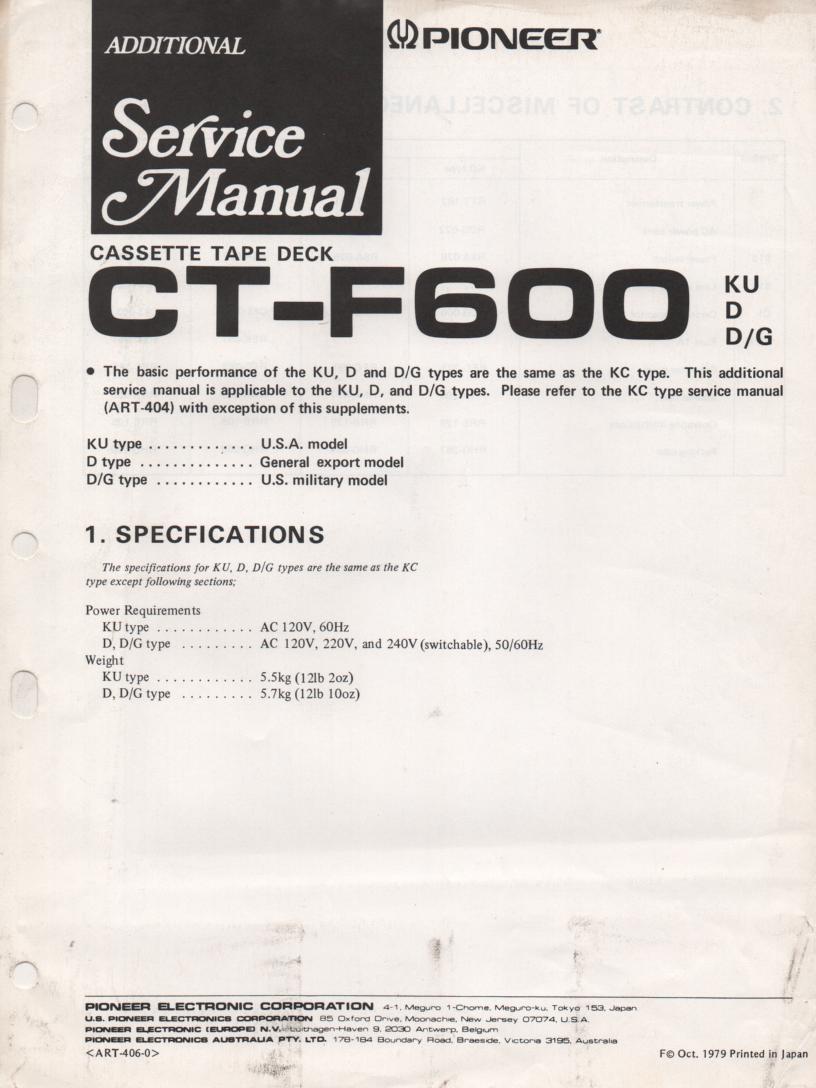 ADDITIONAL
Service
Manual
PIONEER
CASSETTE TAPE DECK
CT-F600
KU
D
D/G
● The basic performance of the KU, D and D/G types are the same as the KC type. This additional
service manual is applicable to the KU, D, and D/G types. Please refer to the KC type service manual
(ART-404) with exception of this supplements.
KU type . . . . . . . . . . . . . U.S.A. model
D type . . . . . . . . . . . . . . General export model
D/G type . . . . . . . . . . . . U.S. military model
1. SPECFICATIONS
The specifications for KU, D, D/G types are the same as the KC
type except following sections;
Power Requirements
KU type . . . . . . . . . . . . AC 120V, 60Hz
D, D/G type . . . . . . . . . AC 120V, 220V, and 240V (switchable), 50/60Hz
Weight
KU type . . . . . . . . . . . . 5.5kg (12lb 2oz)
D, D/G type . . . . . . . . . 5.7kg (12lb 10oz)
PIONEER ELECTRONIC CORPORATION 4-1, Meguro 1-Chome, Meguro-ku, Tokyo 153, Japan
U.S. PIONEER ELECTRONICS CORPORATION 85 Oxford Drive, Moonachie, New Jersey 07074, U.S.A.
PIONEER ELECTRONIC (EUROPE) N.V. Luithagen-Haven 9, 2030 Antwerp, Belgium
PIONEER ELECTRONICS AUSTRALIA PTY. LTD. 178-184 Boundary Road, Braeside, Victoria 3195, Australia
<ART-406-0>
F© Oct. 1979 Printed in Japan